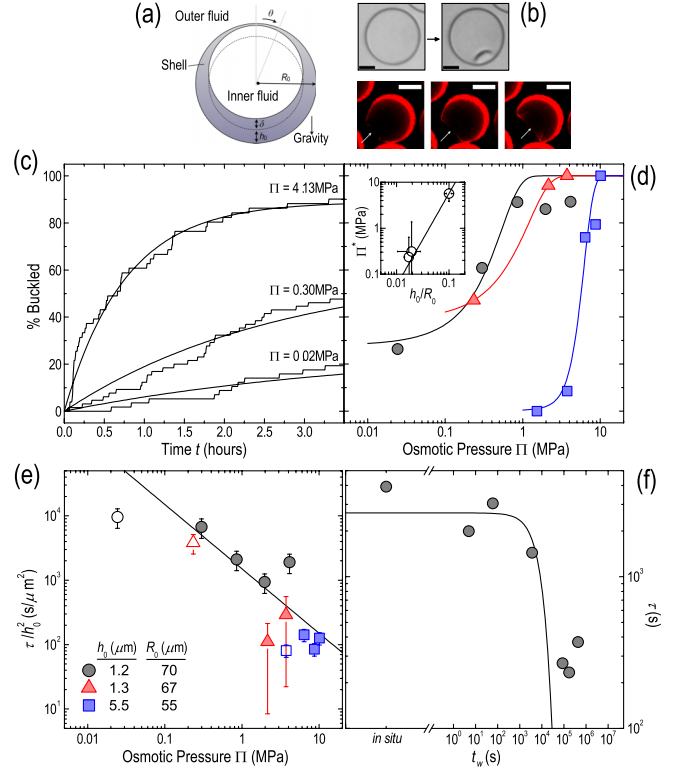 (a)
Outer fluid
θ
Shell
R0
Inner fluid
δ
h0
Gravity
(b)
(c)
100
80
60
40
20
0
% Buckled
Π = 4.13MPa
Π = 0.30MPa
Π = 0.02MPa
0.0 0.5 1.0 1.5 2.0 2.5 3.0
Time t (hours)
(d)
10
1
0.1
Π* (MPa)
0.01 0.1
h0/R0
0.01 0.1 1 10
Osmotic Pressure Π (MPa)
(e)
10^4
10^3
10^2
10^1
τ/h0^2 (s/μm^2)
h0 (μm) R0 (μm)
1.2 70
1.3 67
5.5 55
0.01 0.1 1 10
Osmotic Pressure Π (MPa)
(f)
10^3
10^2
τ (s)
in situ 10^0 10^1 10^2 10^3 10^4 10^5 10^6
t_w (s)